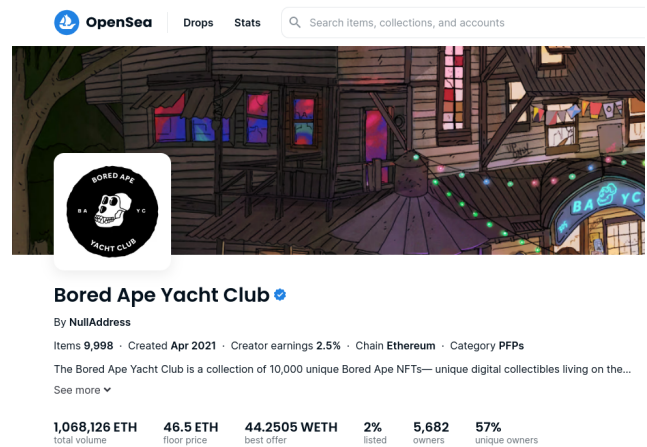 OpenSea Drops Stats Search items, collections, and accounts
BORED APE
BA YC
YACHT CLUB
BA YC
Bored Ape Yacht Club
By NullAddress
Items 9,998 · Created Apr 2021 · Creator earnings 2.5% · Chain Ethereum · Category PFPs
The Bored Ape Yacht Club is a collection of 10,000 unique Bored Ape NFTs— unique digital collectibles living on the...
See more
1,068,126 ETH 46.5 ETH 44.2505 WETH 2% 5,682 57%
total volume floor price best offer listed owners unique owners